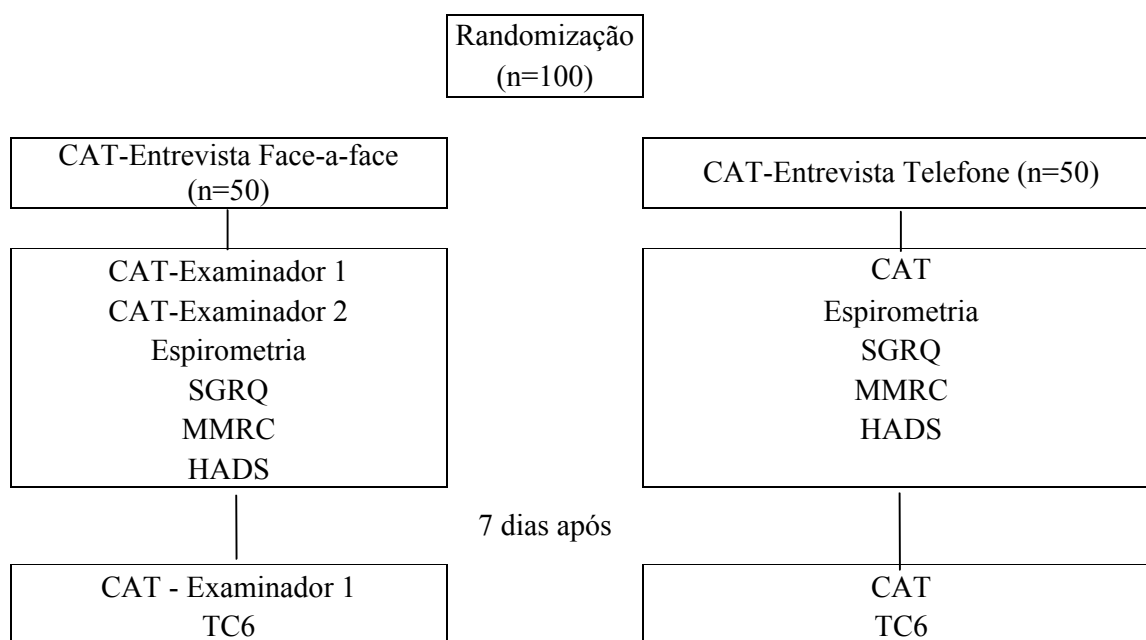 Randomização
(n=100)
CAT-Entrevista Face-a-face
(n=50)
CAT-Entrevista Telefone (n=50)
CAT-Examinador 1
CAT-Examinador 2
Espirometria
SGRQ
MMRC
HADS
CAT
Espirometria
SGRQ
MMRC
HADS
7 dias após
CAT - Examinador 1
TC6
CAT
TC6